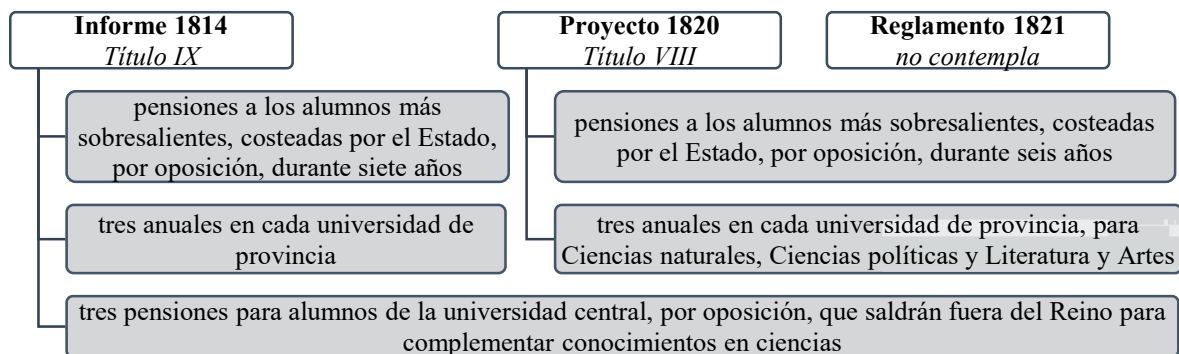 Informe 1814
Título IX
pensiones a los alumnos más
sobresalientes, costeadas por el Estado,
por oposición, durante siete años
tres anuales en cada universidad de
provincia
Proyecto 1820
Título VIII
pensiones a los alumnos más sobresalientes, costeadas
por el Estado, por oposición, durante seis años
tres anuales en cada universidad de provincia, para
Ciencias naturales, Ciencias políticas y Literatura y Artes
Reglamento 1821
no contempla
tres pensiones para alumnos de la universidad central, por oposición, que saldrán fuera del Reino para
complementar conocimientos en ciencias